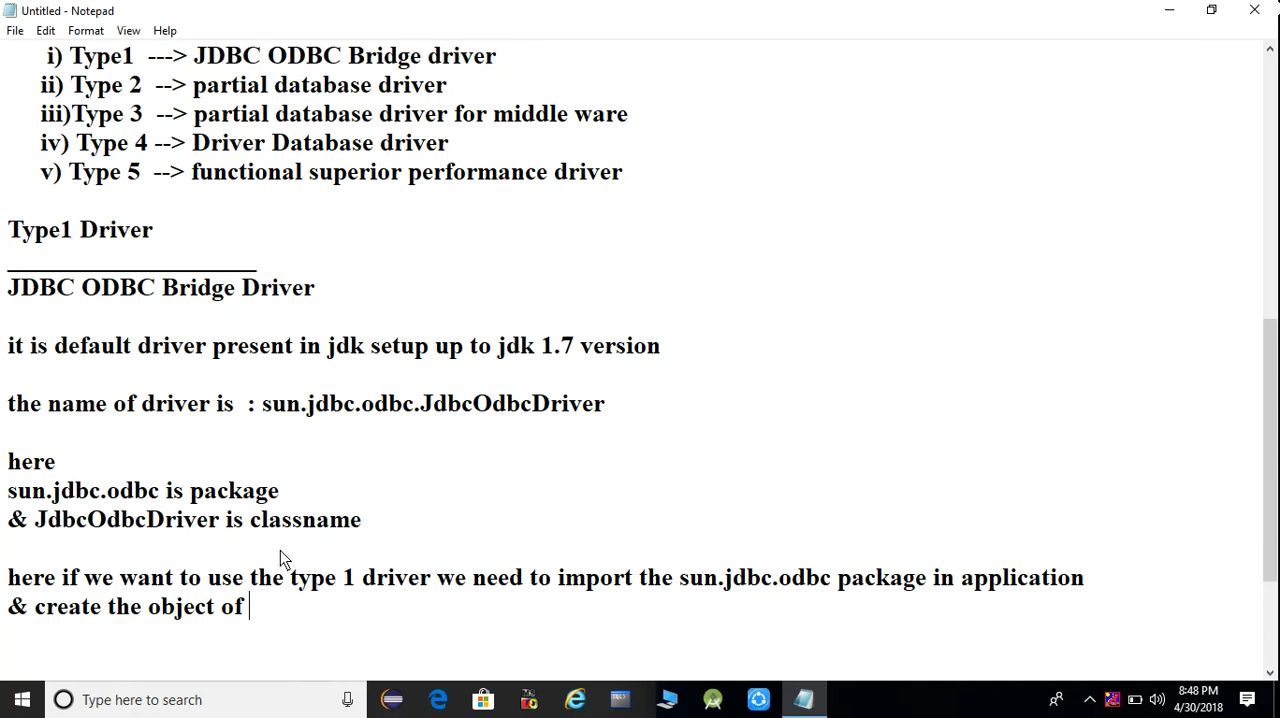 Untitled - Notepad
File Edit Format View Help
i) Type1 ---> JDBC ODBC Bridge driver
ii) Type 2 --> partial database driver
iii)Type 3 --> partial database driver for middle ware
iv) Type 4 --> Driver Database driver
v) Type 5 --> functional superior performance driver
Type1 Driver
___________________
JDBC ODBC Bridge Driver
it is default driver present in jdk setup up to jdk 1.7 version
the name of driver is : sun.jdbc.odbc.JdbcOdbcDriver
here
sun.jdbc.odbc is package
& JdbcOdbcDriver is classname
here if we want to use the type 1 driver we need to import the sun.jdbc.odbc package in application
& create the object of
Type here to search
8:48 PM
4/30/2018